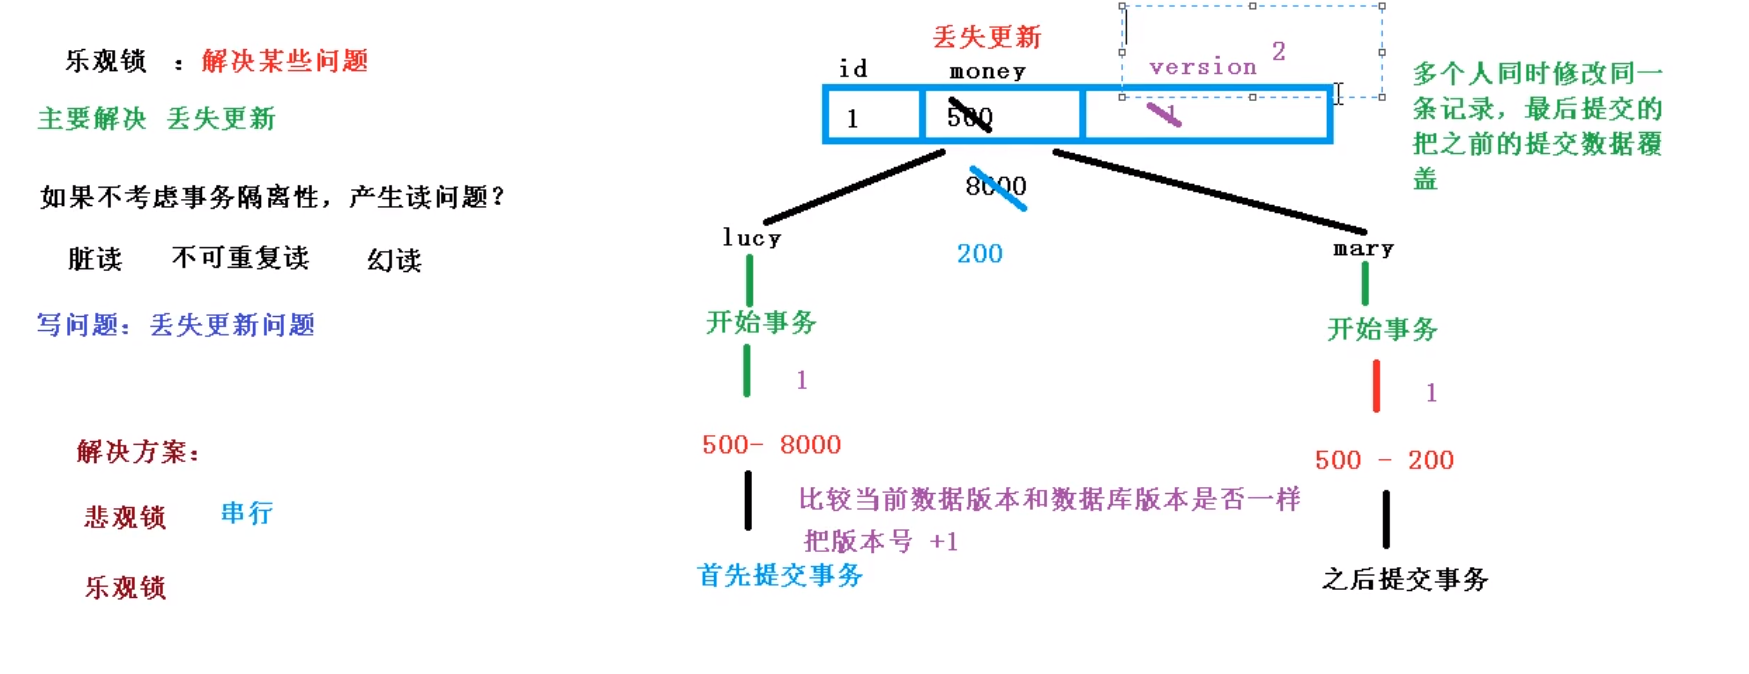 乐观锁 ：解决某些问题
主要解决 丢失更新
如果不考虑事务隔离性，产生读问题？
脏读 不可重复读 幻读
写问题：丢失更新问题
解决方案：
悲观锁 串行
乐观锁
丢失更新
id money version 2
1 500 1
8000
200
lucy
开始事务
1
500- 8000
比较当前数据版本和数据库版本是否一样
把版本号 +1
首先提交事务
mary
开始事务
1
500 - 200
之后提交事务
多个人同时修改同一
条记录，最后提交的
把之前的提交数据覆
盖